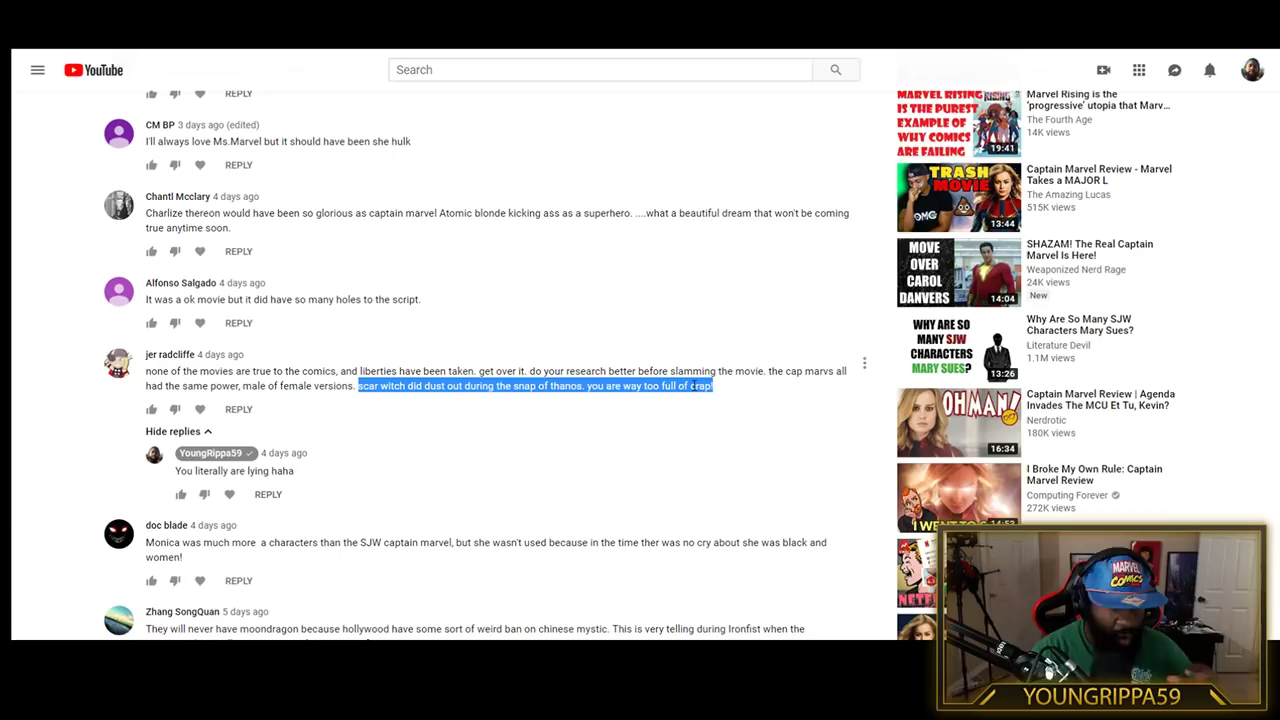 YouTube
Search
REPLY
CM BP 3 days ago (edited)
I'll always love Ms.Marvel but it should have been she hulk
REPLY
Chantl Mcclary 4 days ago
Charlize thereon would have been so glorious as captain marvel Atomic blonde kicking ass as a superhero. ....what a beautiful dream that won't be coming
true anytime soon.
REPLY
Alfonso Salgado 4 days ago
It was a ok movie but it did have so many holes to the script.
REPLY
jer radcliffe 4 days ago
none of the movies are true to the comics, and liberties have been taken. get over it. do your research better before slamming the movie. the cap marvs all
had the same power, male of female versions. scar witch did dust out during the snap of thanos. you are way too full of crap!
REPLY
Hide replies
YoungRippa59 4 days ago
You literally are lying haha
REPLY
doc blade 4 days ago
Monica was much more a characters than the SJW captain marvel, but she wasn't used because in the time ther was no cry about she was black and
women!
REPLY
Zhang SongQuan 5 days ago
They will never have moondragon because hollywood have some sort of weird ban on chinese mystic. This is very telling during Ironfist when the
MARVEL RISING
IS THE PUREST
EXAMPLE OF
WHY COMICS
ARE FAILING
RISING
19:41
Marvel Rising is the
'progressive' utopia that Marv...
The Fourth Age
14K views
TRASH
MOVIE
OMG
13:44
Captain Marvel Review - Marvel
Takes a MAJOR L
The Amazing Lucas
515K views
MOVE
OVER
CAROL
DANVERS
14:04
SHAZAM! The Real Captain
Marvel Is Here!
Weaponized Nerd Rage
24K views
New
WHY ARE SO
MANY SJW
CHARACTERS
MARY SUES?
13:26
Why Are So Many SJW
Characters Mary Sues?
Literature Devil
1.1M views
OH MAN!
16:34
Captain Marvel Review | Agenda
Invades The MCU Et Tu, Kevin?
Nerdrotic
180K views
I WENT TO
14:53
I Broke My Own Rule: Captain
Marvel Review
Computing Forever
272K views
MARVEL
COMICS
YOUNGRIPPA59